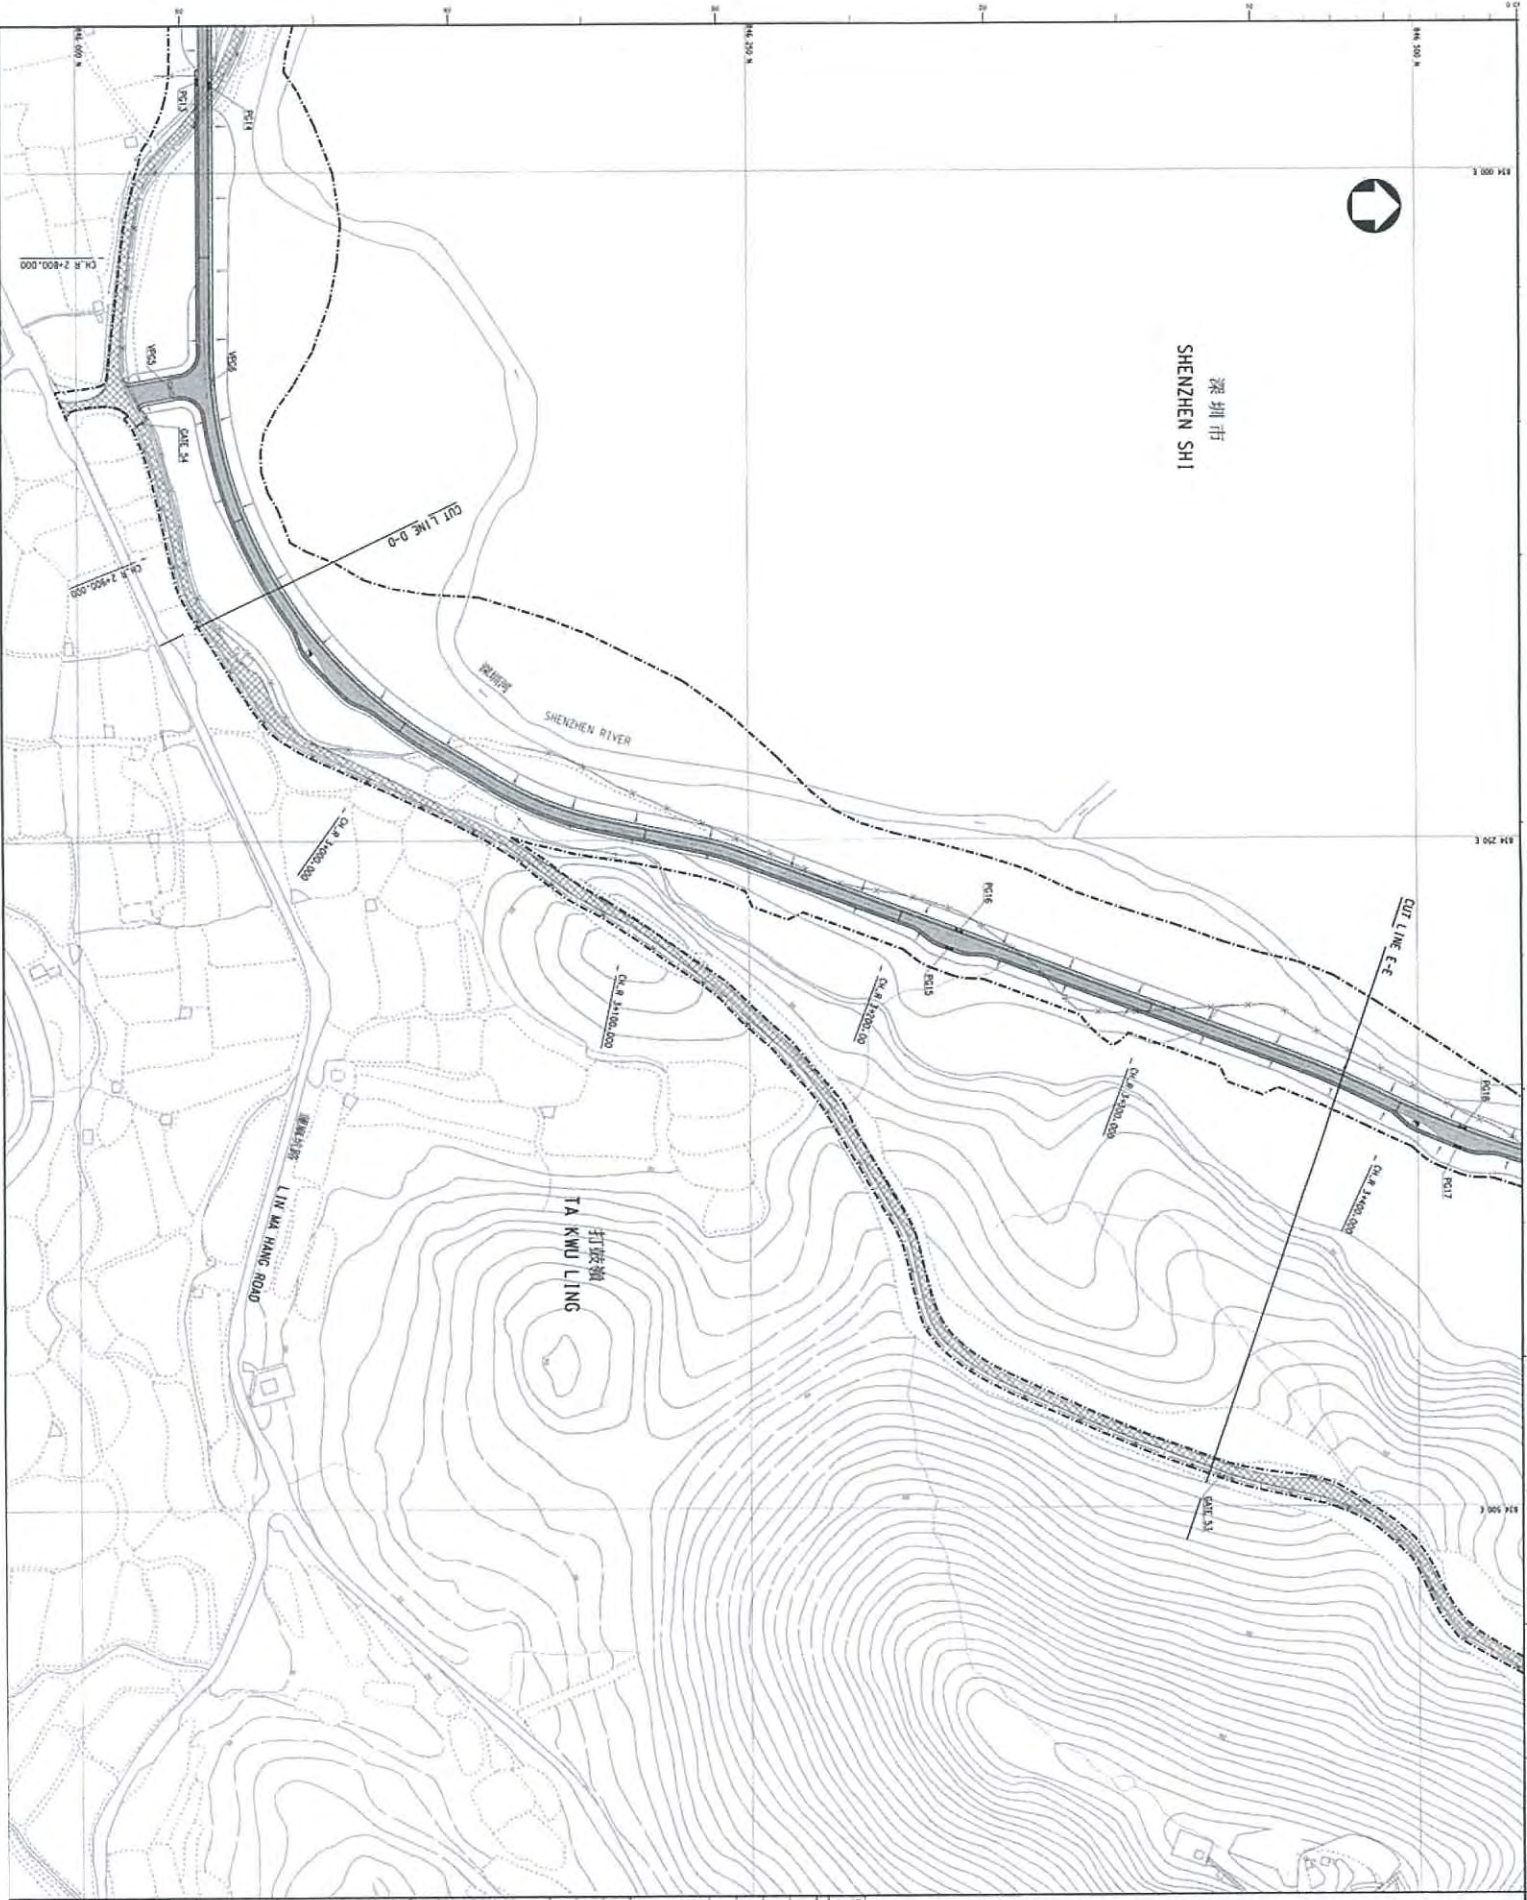 846 000 N
846 250 N
846 500 N
834 000 E
834 250 E
834 500 E
PG13
PG14
CH.R 2+800.000
VPG5
VPG6
GATE 54
深圳市
SHENZHEN SHI
CUT LINE D-D
CH.R 2+900.000
深圳河
SHENZHEN RIVER
CH.R 3+000.000
PG16
PG15
CUT LINE E-E
CH.R 3+100.000
CH.R 3+200.00
CH.R 3+300.000
PG18
PG17
CH.R 3+400.000
LIN MA HANG ROAD
打鼓嶺
TA KWU LING
GATE 53